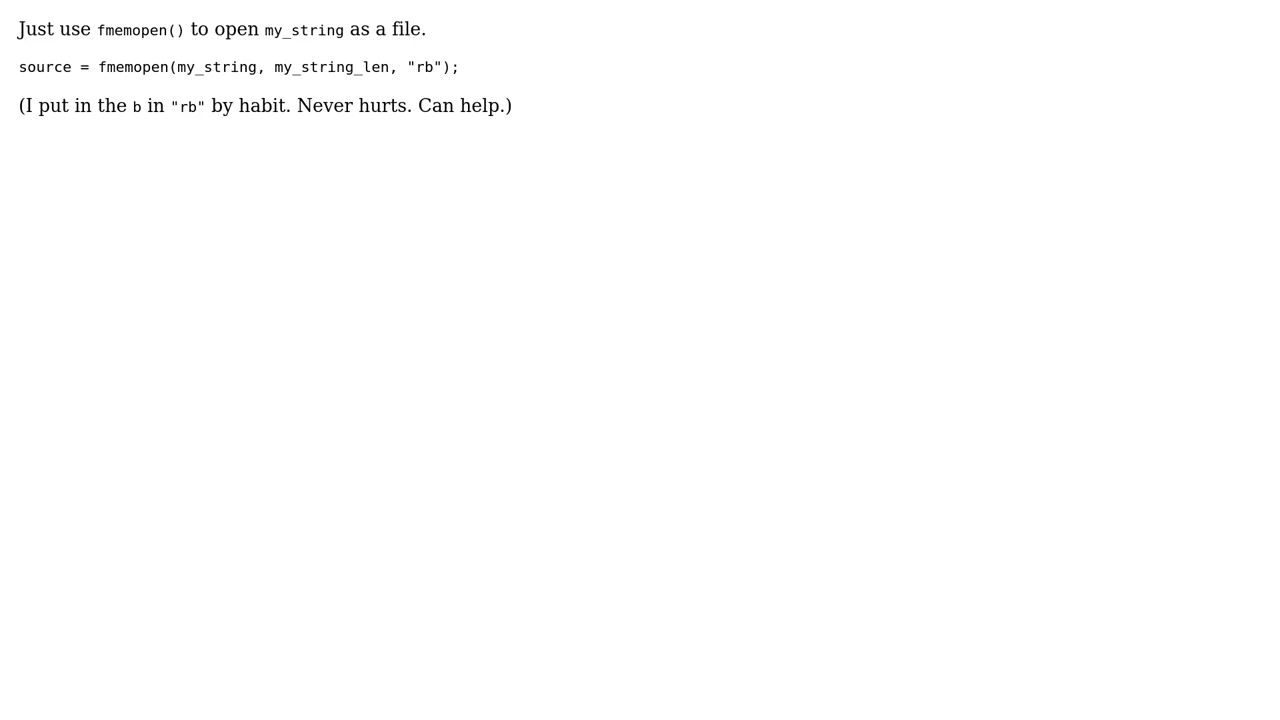 Just use fmemopen() to open my_string as a file.
source = fmemopen(my_string, my_string_len, "rb");
(I put in the b in "rb" by habit. Never hurts. Can help.)